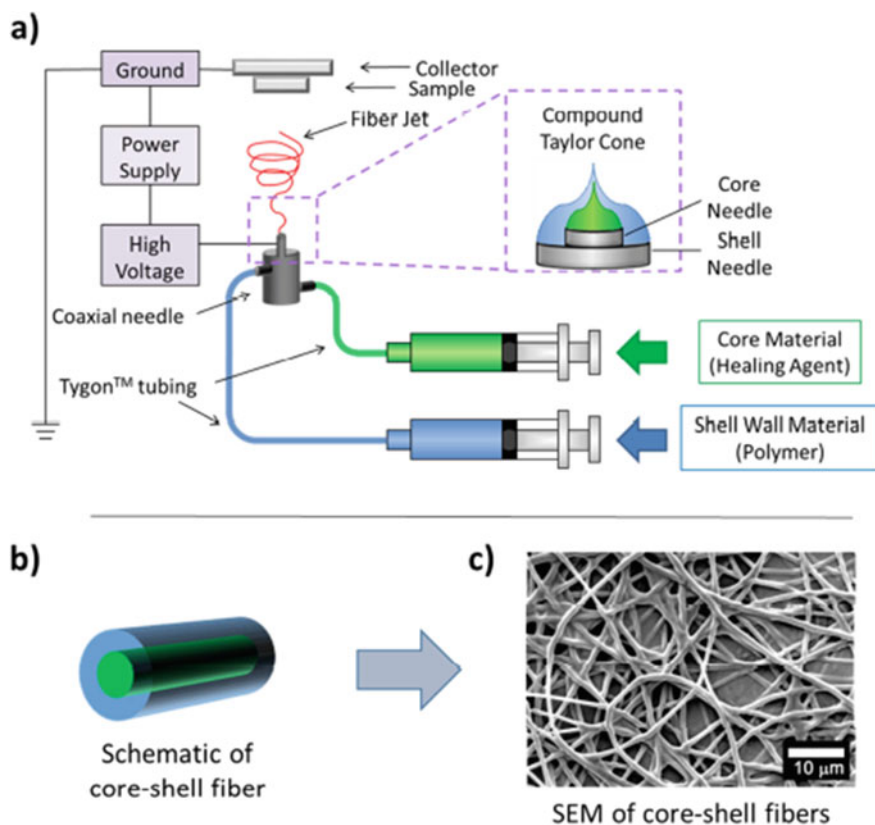 a)
Ground
Collector
Sample
Fiber Jet
Power
Supply
High
Voltage
Compound
Taylor Cone
Core
Needle
Shell
Needle
Coaxial needle
Tygon™ tubing
Core Material
(Healing Agent)
Shell Wall Material
(Polymer)
b)
Schematic of
core-shell fiber
c)
10 μm
SEM of core-shell fibers